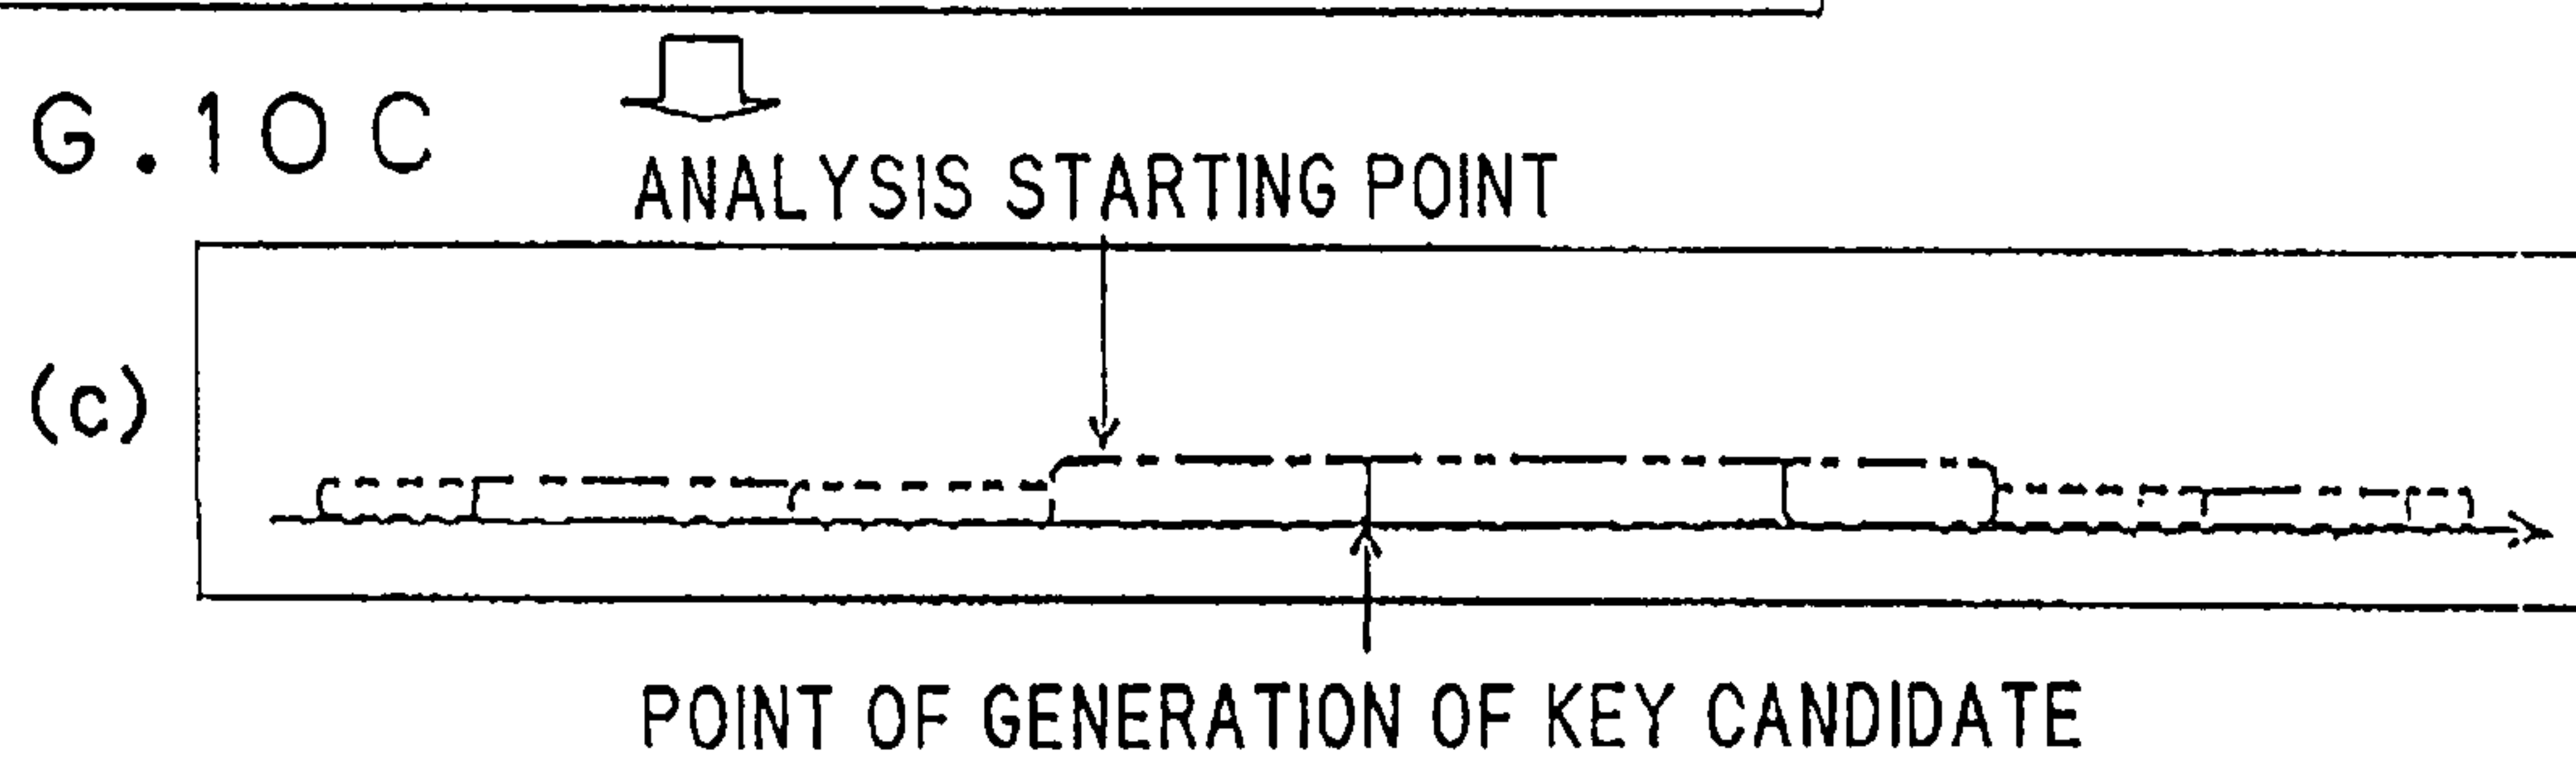 G.10C
ANALYSIS STARTING POINT
(c)
POINT OF GENERATION OF KEY CANDIDATE